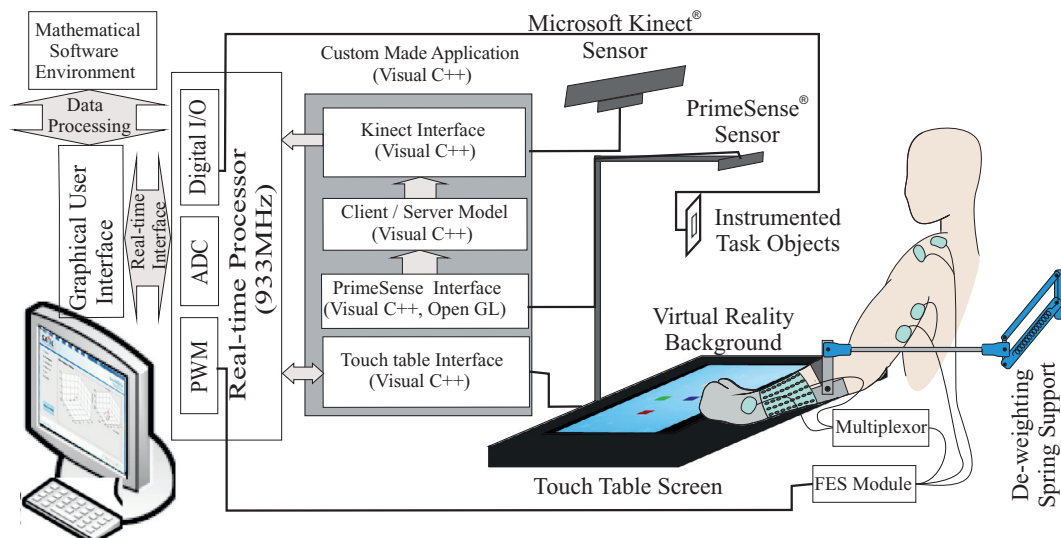 Mathematical
Software
Environment
Data
Processing
Graphical User
Interface
Real-time
Interface
Digital I/O
ADC
PWM
Real-time Processor
(933MHz)
Custom Made Application
(Visual C++)
Kinect Interface
(Visual C++)
Client / Server Model
(Visual C++)
PrimeSense Interface
(Visual C++, Open GL)
Touch table Interface
(Visual C++)
Microsoft Kinect®
Sensor
PrimeSense®
Sensor
Instrumented
Task Objects
Virtual Reality
Background
Touch Table Screen
Multiplexor
FES Module
De-weighting
Spring Support